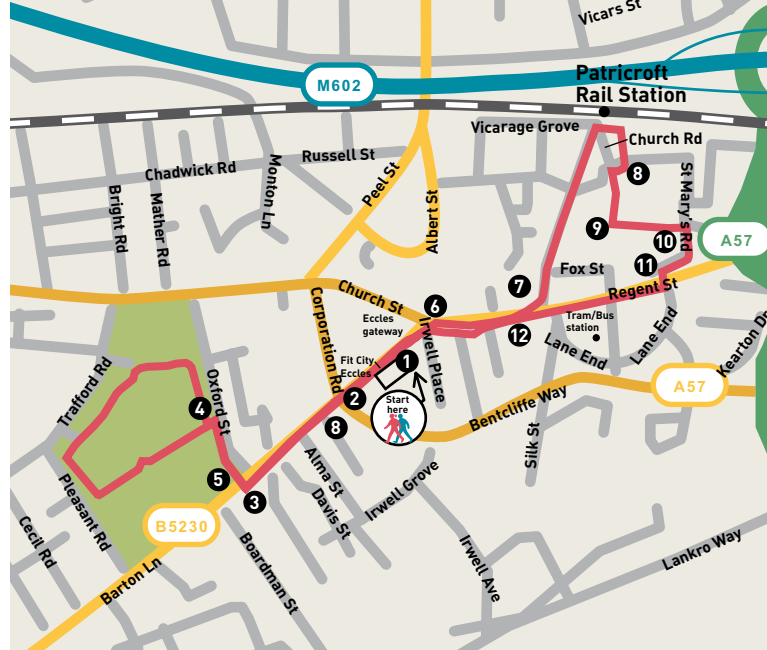 Vicars St
M602
Patricroft
Rail Station
Vicarage Grove
Church Rd
Russell St
Chadwick Rd
Monton Ln
Peel St
8
St Mary's Rd
Bright Rd
Mather Rd
Albert St
9
10
A57
11
Fox St
7
Regent St
Church St
6
Corporation Rd
Eccles
gateway
Irwell Place
12
Tram/Bus
station
Lane End
Lane End
Kearton Dr
Fit City
Eccles
1
Trafford Rd
Oxford St
2
Start
here
A57
4
8
Bentcliffe Way
Silk St
Alma St
Davis St
Irwell Grove
5
3
Pleasant Rd
B5230
Cecil Rd
Barton Ln
Boardman St
Irwell Ave
Lankro Way